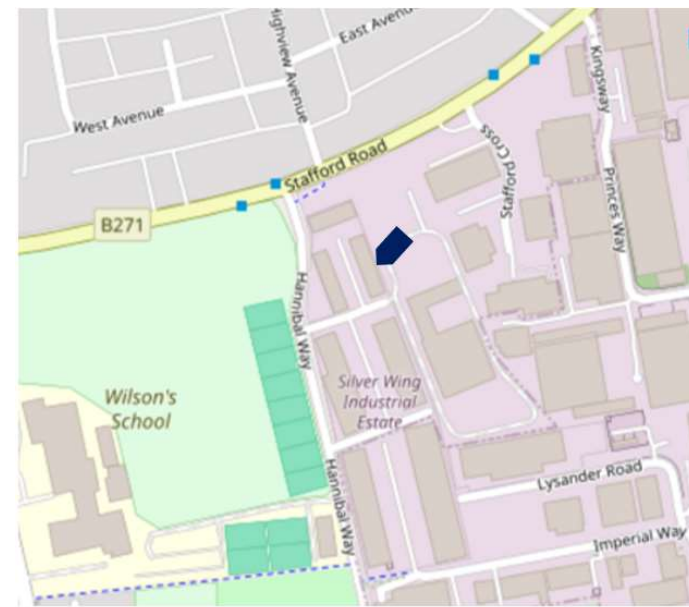 Highview Avenue
East Avenue
West Avenue
Kingsway
Stafford Road
Stafford Cross
B271
Princes Way
Hannibal Way
Wilson's
School
Silver Wing
Industrial
Estate
Hannibal Way
Lysander Road
Imperial Way